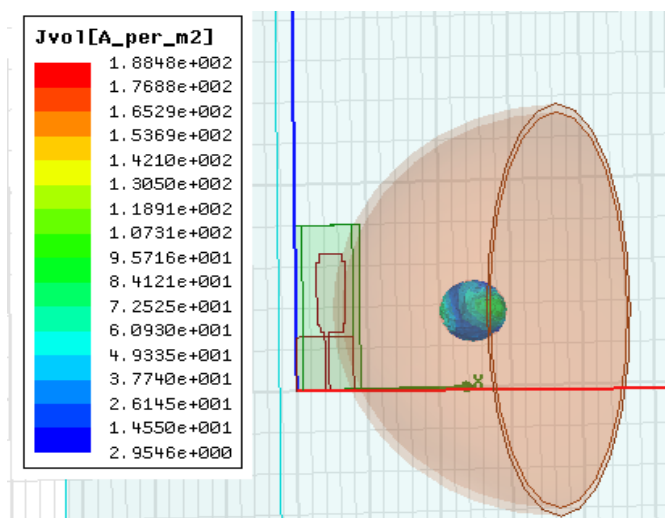 Jvol[A_per_m2]
1.8848e+002
1.7688e+002
1.6529e+002
1.5369e+002
1.4210e+002
1.3050e+002
1.1891e+002
1.0731e+002
9.5716e+001
8.4121e+001
7.2525e+001
6.0930e+001
4.9335e+001
3.7740e+001
2.6145e+001
1.4550e+001
2.9546e+000
X